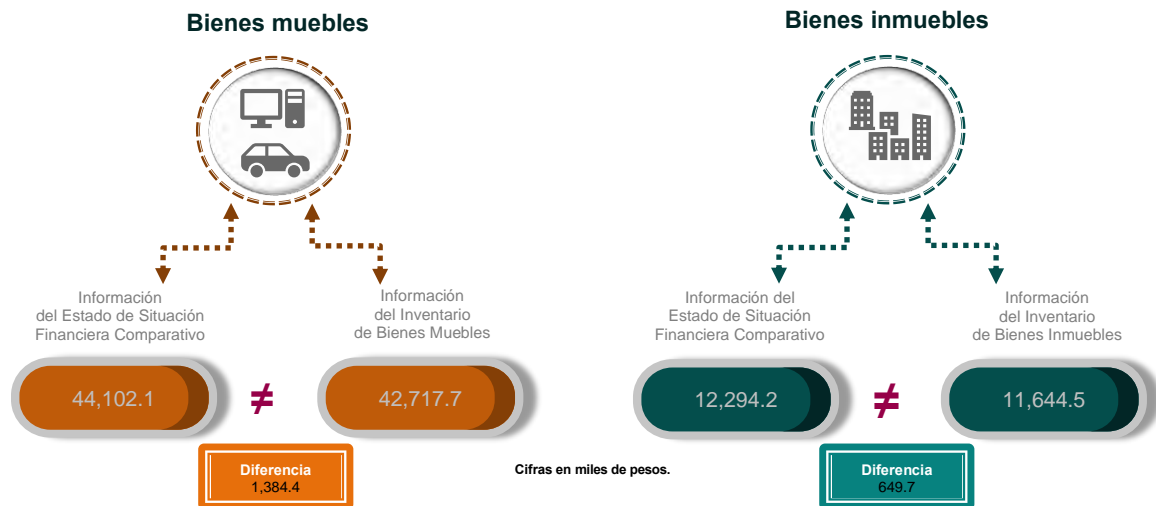 Bienes muebles
Información
del Estado de Situación
Financiera Comparativo
Información
del Inventario
de Bienes Muebles
44,102.1
≠
42,717.7
Diferencia
1,384.4
Cifras en miles de pesos.
Bienes inmuebles
Información del
Estado de Situación
Financiera Comparativo
Información
del Inventario
de Bienes Inmuebles
12,294.2
≠
11,644.5
Diferencia
649.7